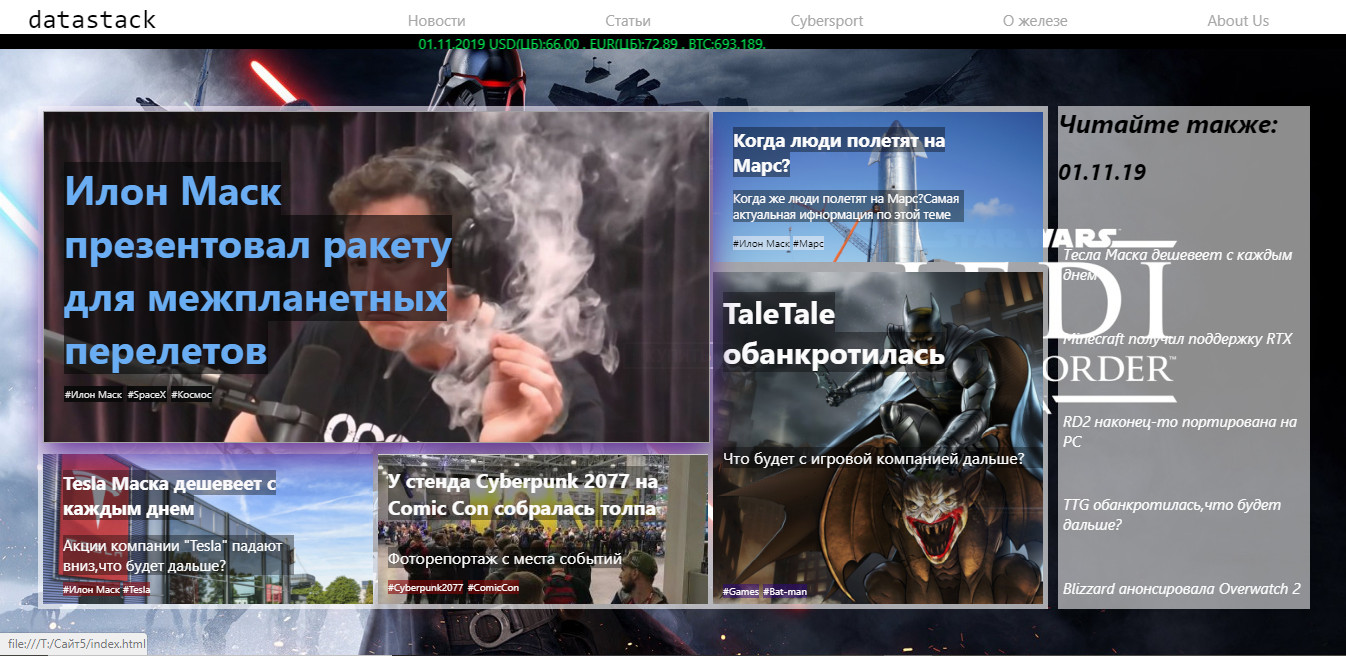 datastack
Новости
Статьи
Cybersport
О железе
About Us
01.11.2019 USD(ЦБ):66.00 , EUR(ЦБ):72.89 , BTC:693.189,
Илон Маск
презентовал ракету
для межпланетных
перелетов
#Илон Маск #SpaceX #Космос
Когда люди полетят на
Марс?
Когда же люди полетят на Марс?Самая
актуальная ифнормация по этой теме
#Илон Маск #Марс
TaleTale
обанкротилась
Что будет с игровой компанией дальше?
#Games #Bat-man
Tesla Маска дешевеет с
каждым днем
Акции компании "Tesla" падают
вниз,что будет дальше?
#Илон Маск #Tesla
У стенда Cyberpunk 2077 на
Comic Con собралась толпа
Фоторепортаж с места событий
#Cyberpunk2077 #ComicCon
Читайте также:
01.11.19
WARS
Тесла Маска дешевеет с каждым
днем
EDI
Minecraft получил поддержку RTX
ORDER™
RD2 наконец-то портирована на
PC
TTG обанкротилась,что будет
дальше?
Blizzard анонсировала Overwatch 2
file:///T:/Сайт5/index.html